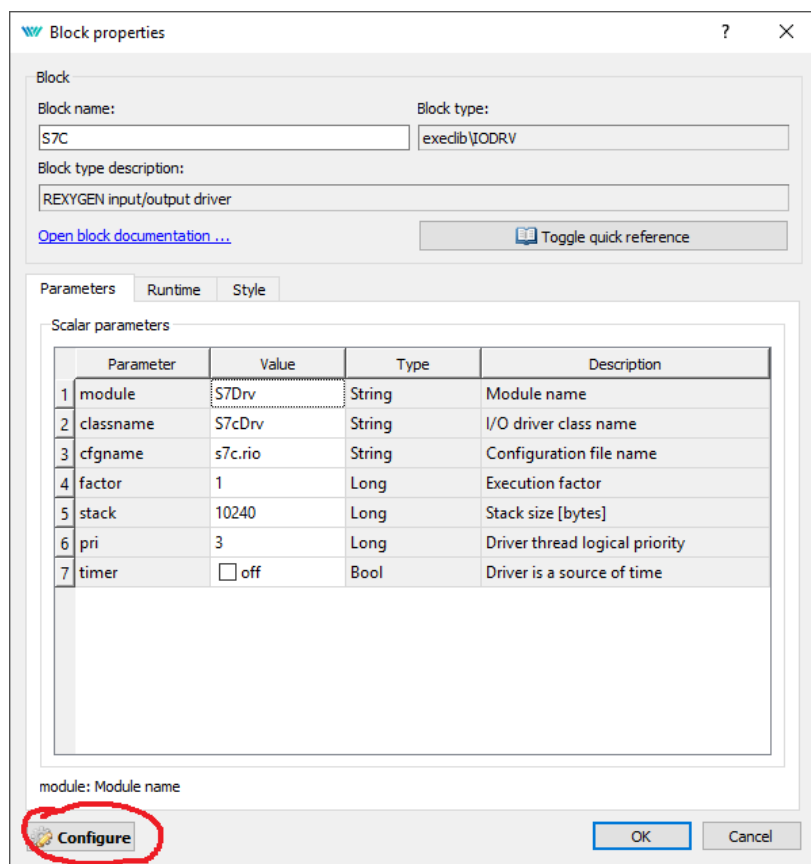 Block properties
?
Block
Block name:
Block type:
S7C
execlib\IODRV
Block type description:
REXYGEN input/output driver
Open block documentation ...
Toggle quick reference
Parameters
Runtime
Style
Scalar parameters
Parameter Value Type Description
1 module S7Drv String Module name
2 classname S7cDrv String I/O driver class name
3 cfgname s7c.rio String Configuration file name
4 factor 1 Long Execution factor
5 stack 10240 Long Stack size [bytes]
6 pri 3 Long Driver thread logical priority
7 timer off Bool Driver is a source of time
module: Module name
Configure
OK
Cancel